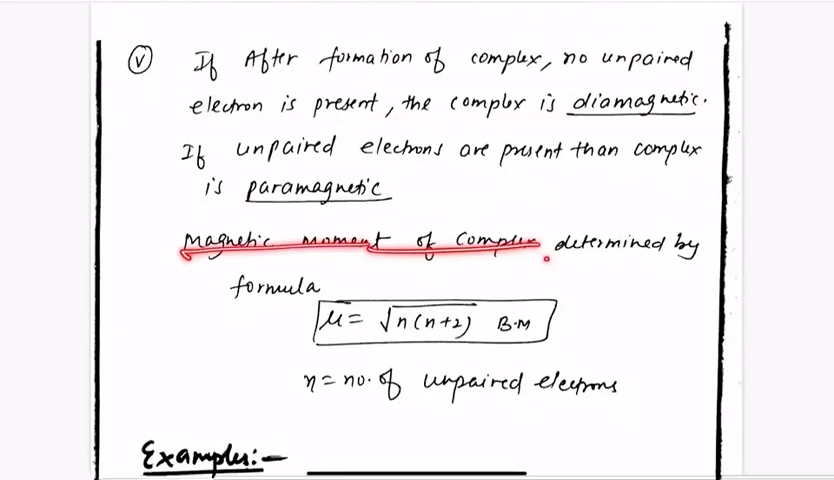 (V) If After formation of complex, no unpaired
electron is present, the complex is diamagnetic.
If unpaired electrons are present than complex
is paramagnetic
Magnetic moment of Complex determined by
formula
μ = √n(n+2) B.M
n = no. of unpaired electrons
Examples:-